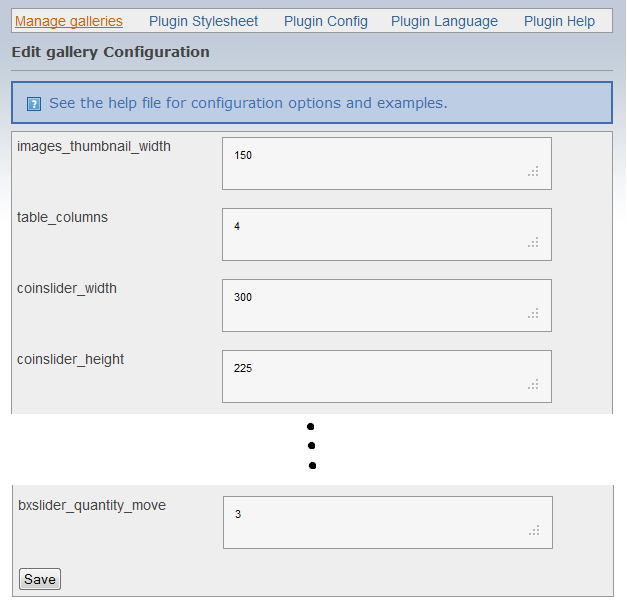 Manage galleries Plugin Stylesheet Plugin Config Plugin Language Plugin Help
Edit gallery Configuration
? See the help file for configuration options and examples.
images_thumbnail_width 150
table_columns 4
coinslider_width 300
coinslider_height 225
bxslider_quantity_move 3
Save